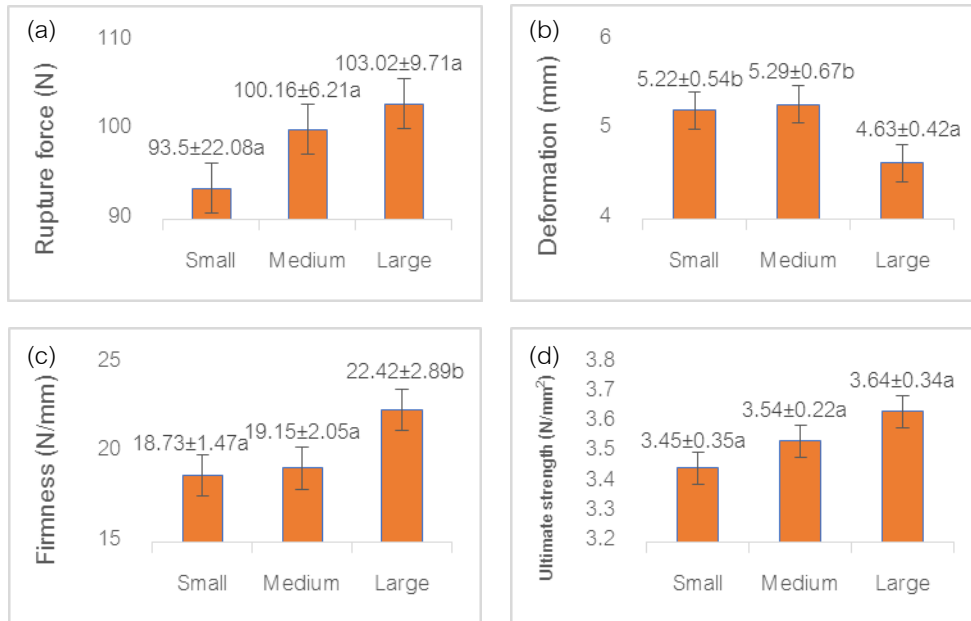 (a)
Rupture force (N)
110
100
90
93.5±22.08a
100.16±6.21a
103.02±9.71a
Small Medium Large
(b)
Deformation (mm)
6
5
4
5.22±0.54b
5.29±0.67b
4.63±0.42a
Small Medium Large
(c)
Firmness (N/mm)
25
20
15
18.73±1.47a
19.15±2.05a
22.42±2.89b
Small Medium Large
(d)
Ultimate strength (N/mm²)
3.8
3.7
3.6
3.5
3.4
3.3
3.2
3.45±0.35a
3.54±0.22a
3.64±0.34a
Small Medium Large